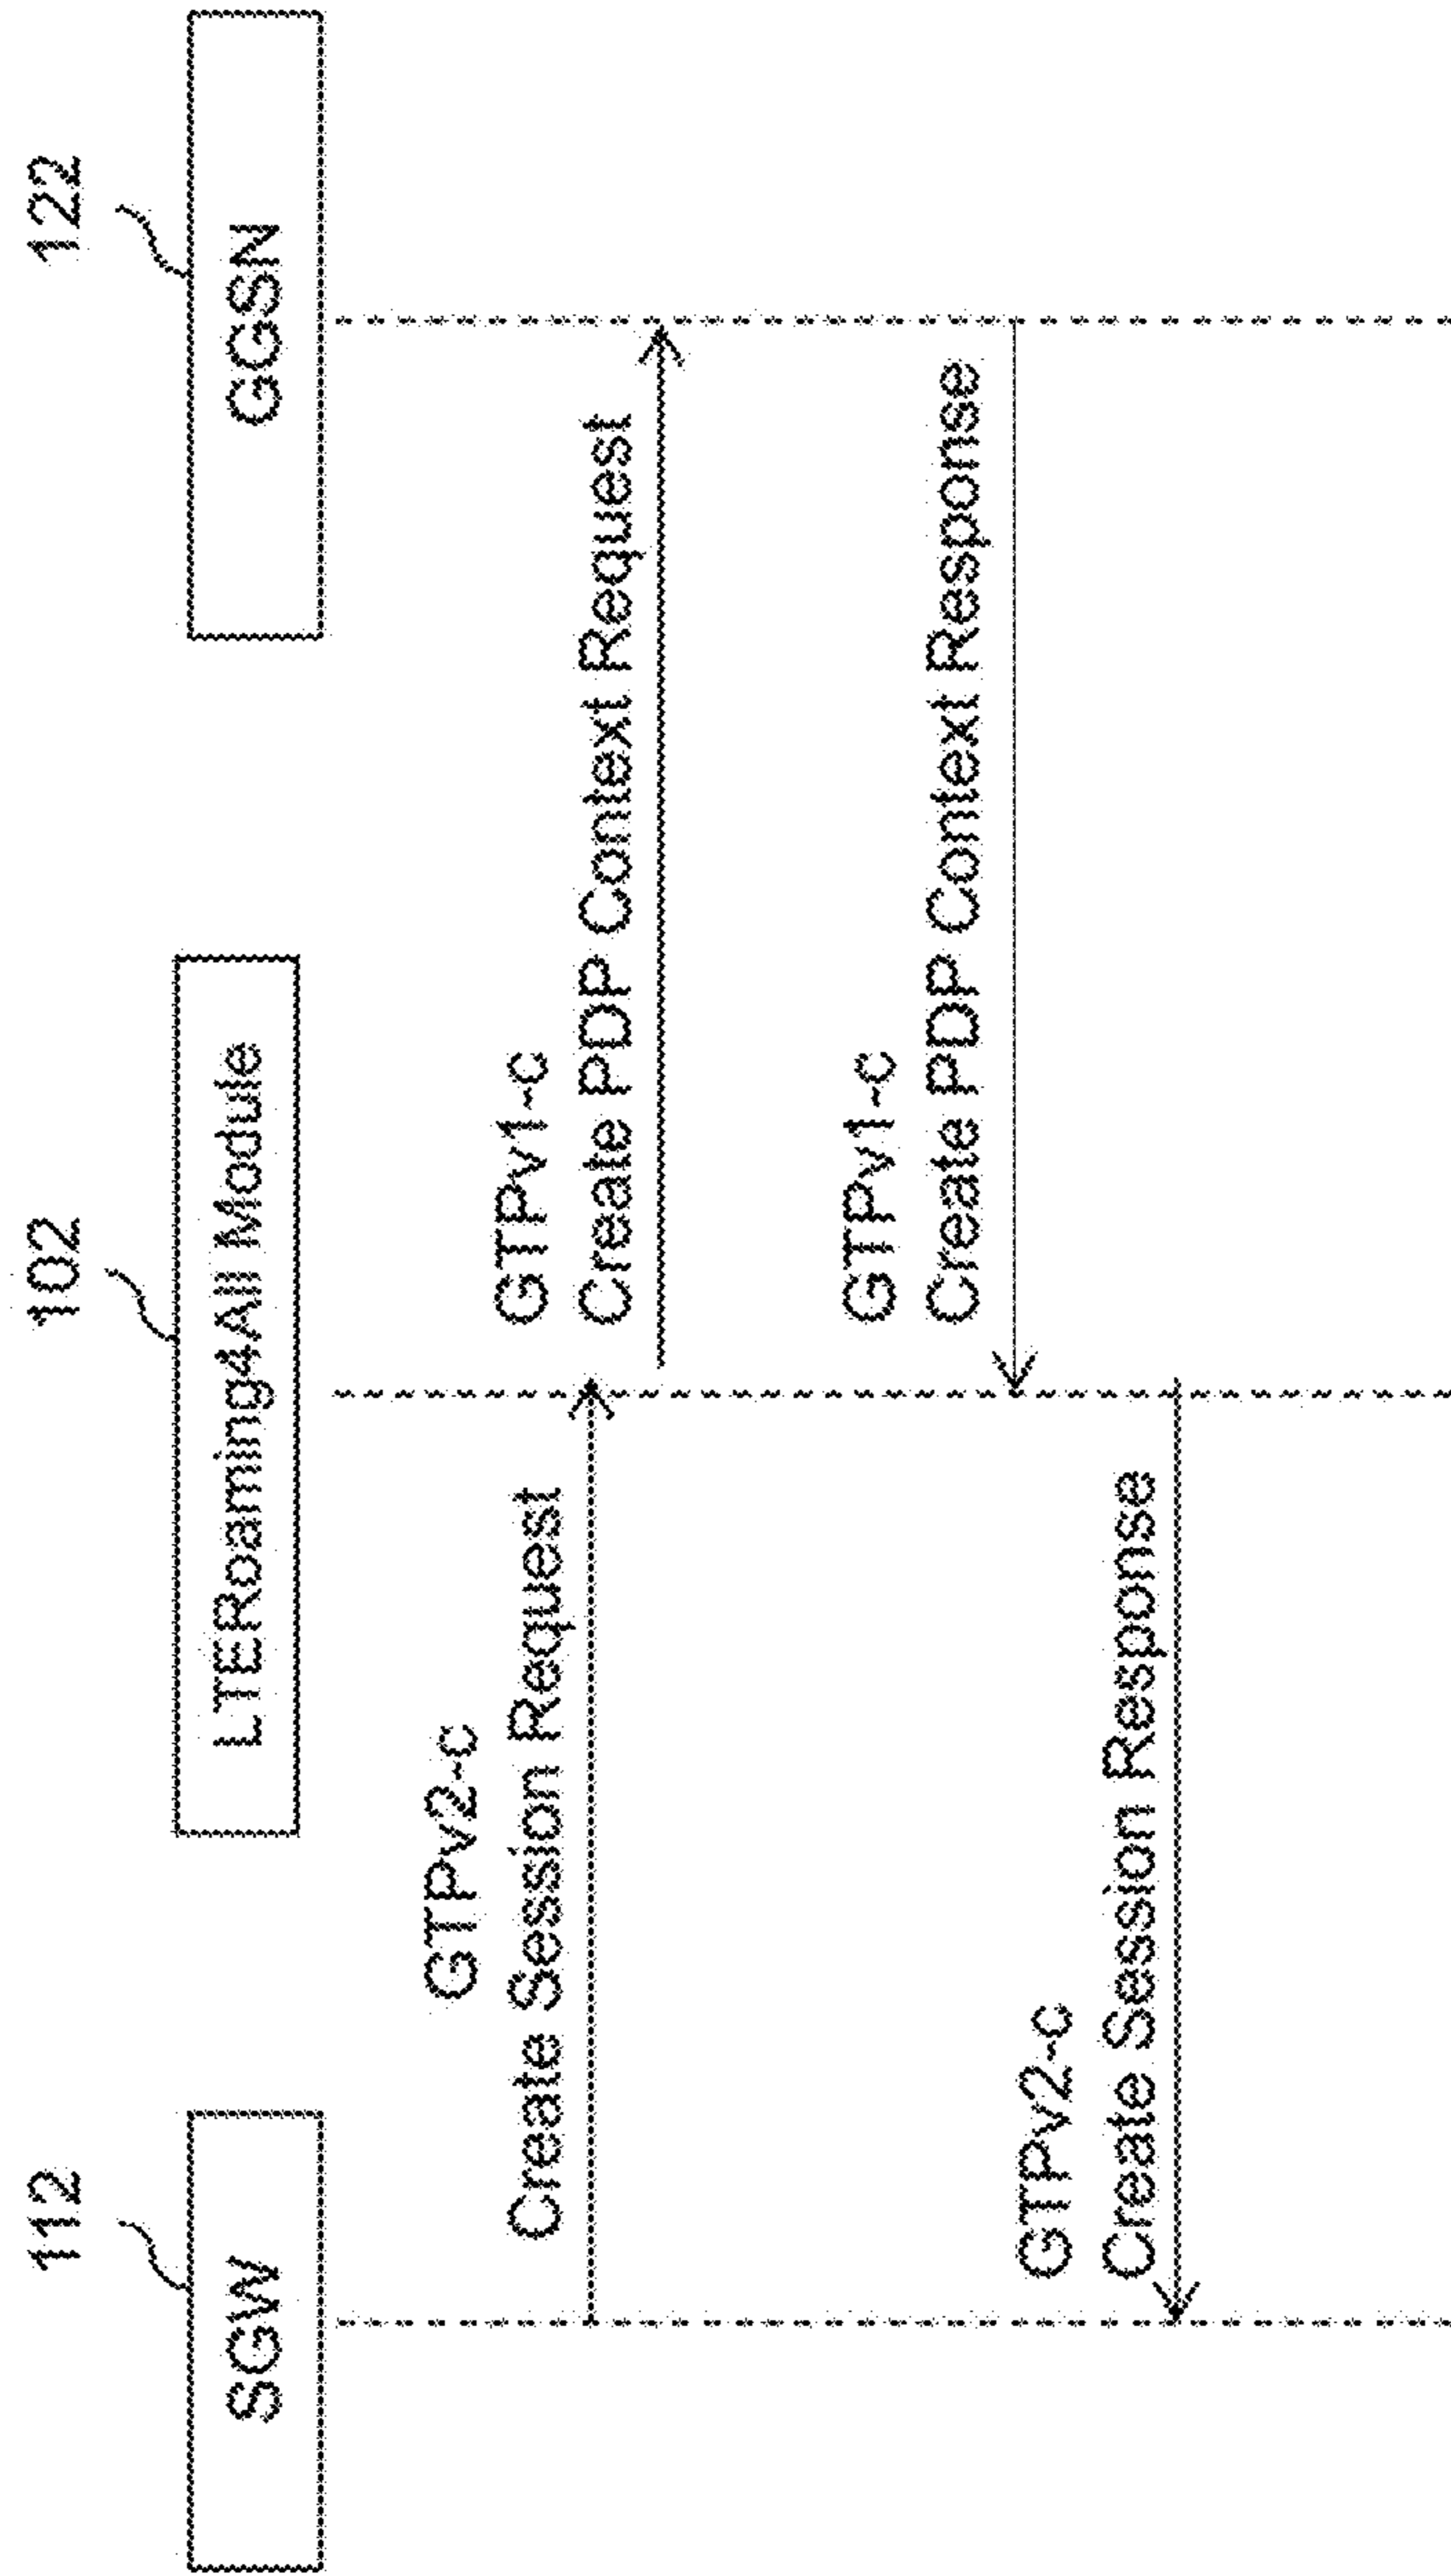 112
102
122
SGW
LTERoaming4All Module
GGSN
GTPv2-c
Create Session Request
GTPv1-c
Create PDP Context Request
GTPv1-c
Create PDP Context Response
GTPv2-c
Create Session Response